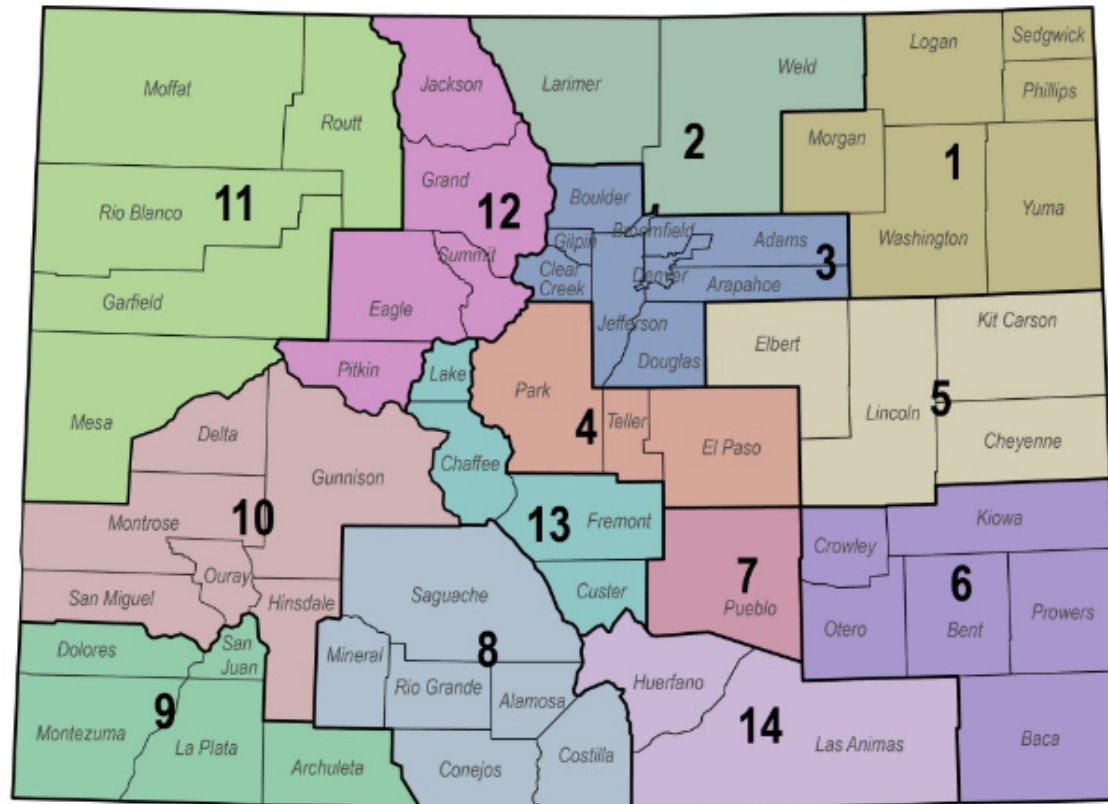 Logan
Sedgwick
Jackson
Larimer
Weld
Moffat
Phillips
Routt
Morgan
2
1
Grand
Boulder
Rio Blanco
11
12
Yuma
Broomfield
Gilpin
Adams
Washington
Summit
3
Clear
Creek
Denver
Arapahoe
Garfield
Eagle
Kit Carson
Jefferson
Elbert
Douglas
Pitkin
Lake
Park
5
Mesa
Teller
Lincoln
4
Delta
El Paso
Cheyenne
Chaffee
Gunnison
Montrose
10
13
Fremont
Kiowa
Crowley
Ouray
7
6
San Miguel
Hinsdale
Saguache
Custer
Pueblo
Prowers
Otero
Bent
Dolores
San
Juan
Mineral
8
Rio Grande
Huerfano
Alamosa
9
14
Montezuma
La Plata
Baca
Las Animas
Archuleta
Conejos
Costilla